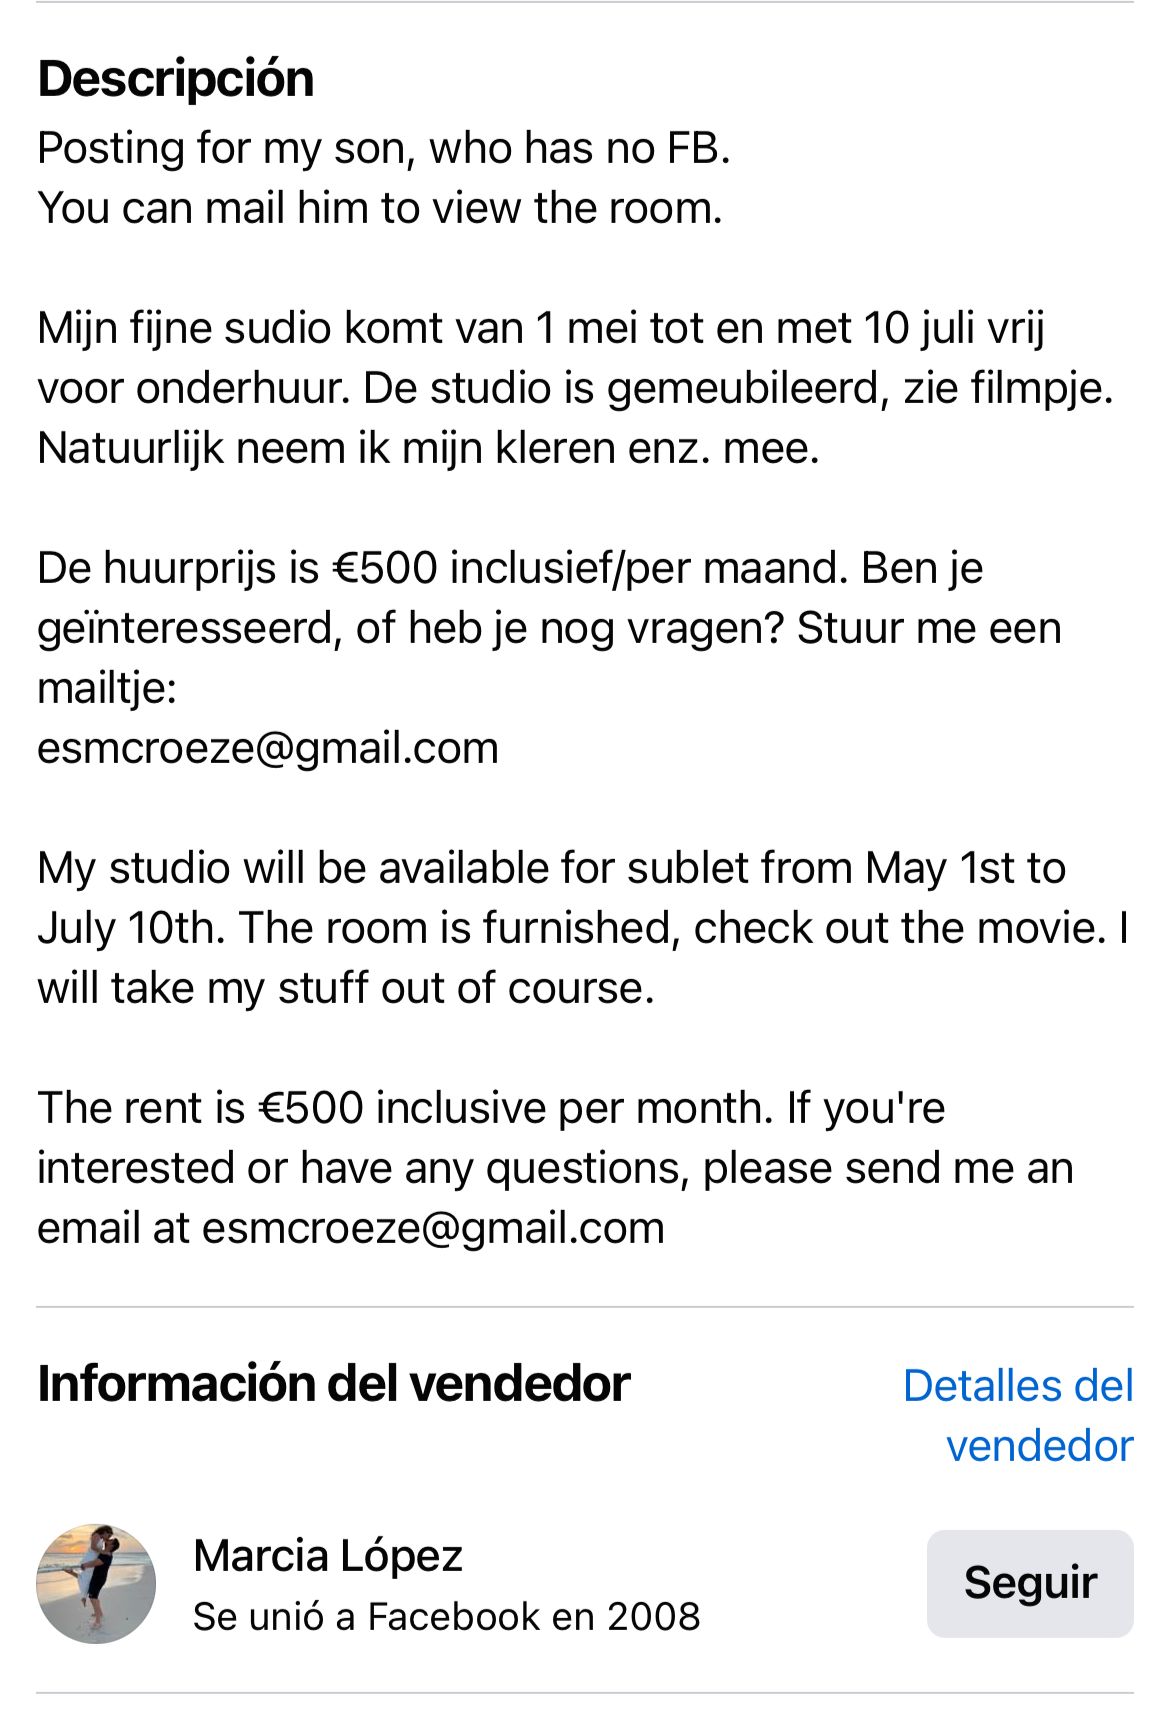 Descripción
Posting for my son, who has no FB.
You can mail him to view the room.
Mijn fijne sudio komt van 1 mei tot en met 10 juli vrij
voor onderhuur. De studio is gemeubileerd, zie filmpje.
Natuurlijk neem ik mijn kleren enz. mee.
De huurprijs is €500 inclusief/per maand. Ben je
geïnteresseerd, of heb je nog vragen? Stuur me een
mailtje:
esmcroeze@gmail.com
My studio will be available for sublet from May 1st to
July 10th. The room is furnished, check out the movie. I
will take my stuff out of course.
The rent is €500 inclusive per month. If you're
interested or have any questions, please send me an
email at esmcroeze@gmail.com
Información del vendedor
Detalles del
vendedor
Marcia López
Se unió a Facebook en 2008
Seguir